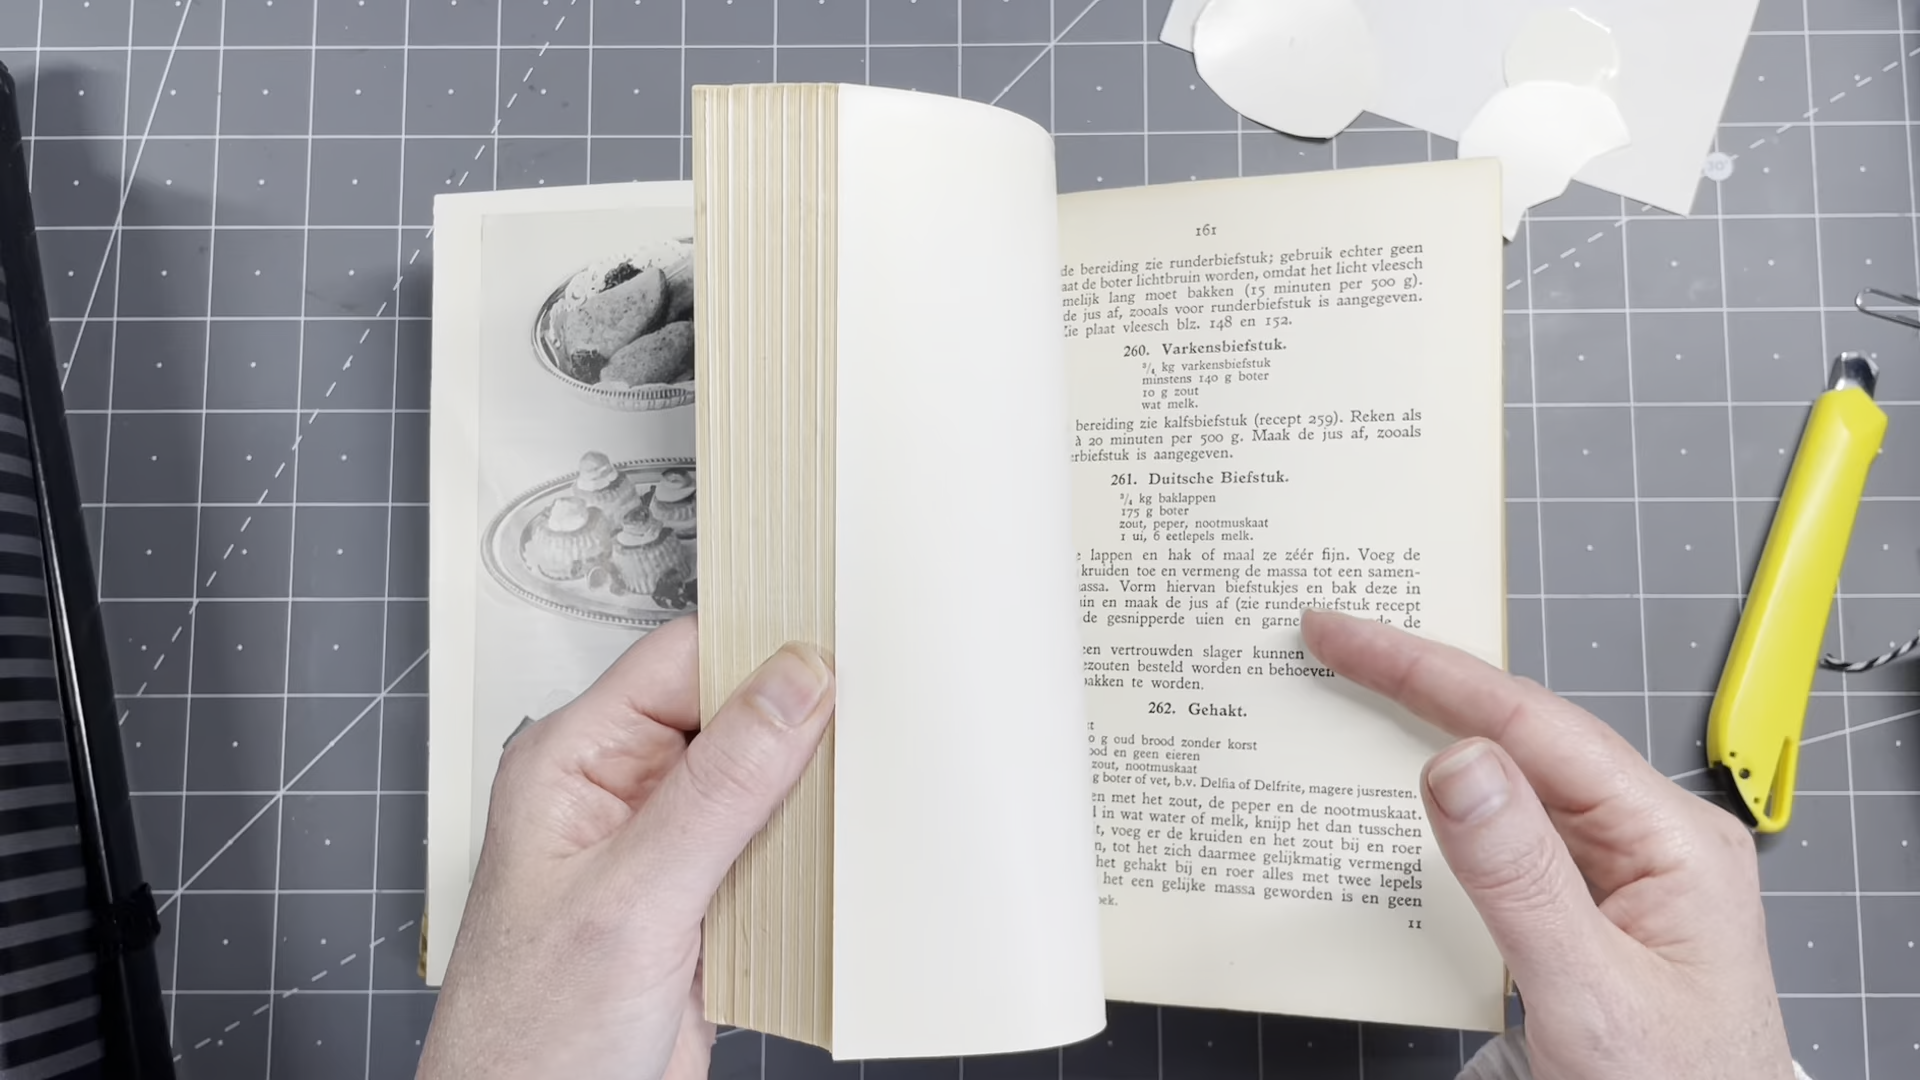 161
de bereiding zie runderbiefstuk; gebruik echter geen
aat de boter lichtbruin worden, omdat het licht vleesch
melijk lang moet bakken (15 minuten per 500 g).
de jus af, zooals voor runderbiefstuk is aangegeven.
Zie plaat vleesch blz. 148 en 152.
260. Varkensbiefstuk.
³/₄ kg varkensbiefstuk
minstens 140 g boter
10 g zout
wat melk.
bereiding zie kalfsbiefstuk (recept 259). Reken als
à 20 minuten per 500 g. Maak de jus af, zooals
erbiefstuk is aangegeven.
261. Duitsche Biefstuk.
³/₄ kg baklappen
175 g boter
zout, peper, nootmuskaat
1 ui, 6 eetlepels melk.
e lappen en hak of maal ze zéér fijn. Voeg de
kruiden toe en vermeng de massa tot een samen-
assa. Vorm hiervan biefstukjes en bak deze in
uin en maak de jus af (zie runderbiefstuk recept
de gesnipperde uien en garne de
een vertrouwden slager kunnen
ezouten besteld worden en behoeven
bakken te worden.
262. Gehakt.
t
o g oud brood zonder korst
ood en geen eieren
zout, nootmuskaat
g boter of vet, b.v. Delfia of Delfrite, magere jusresten.
en met het zout, de peper en de nootmuskaat.
l in wat water of melk, knijp het dan tusschen
t, voeg er de kruiden en het zout bij en roer
n, tot het zich daarmee gelijkmatig vermengd
het gehakt bij en roer alles met twee lepels
het een gelijke massa geworden is en geen
oek.
11